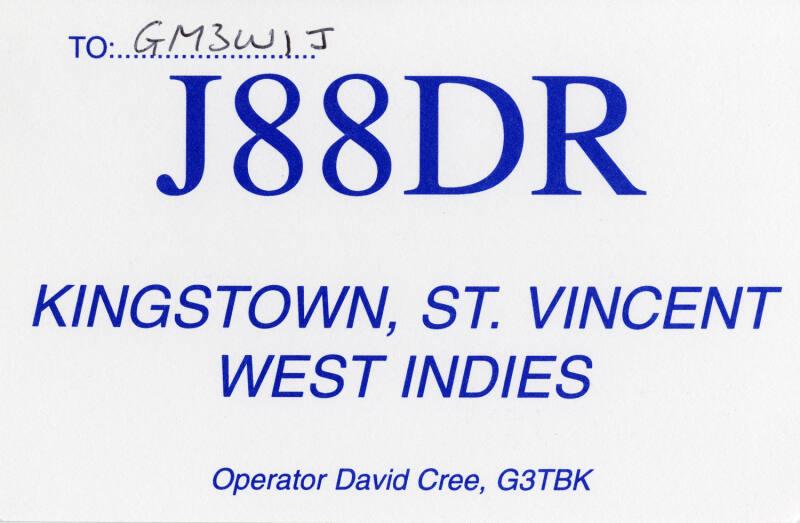 TO: GM3WIJ
J88DR
KINGSTOWN, ST. VINCENT
WEST INDIES
Operator David Cree, G3TBK